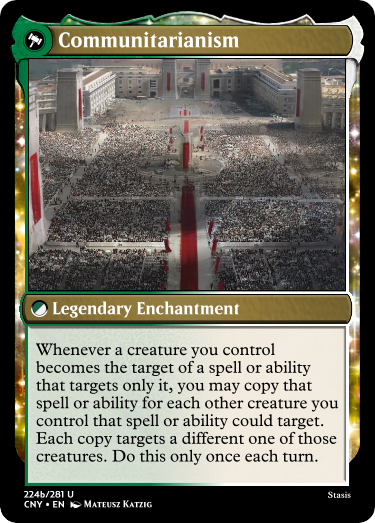 Communitarianism
Legendary Enchantment
Whenever a creature you control
becomes the target of a spell or ability
that targets only it, you may copy that
spell or ability for each other creature you
control that spell or ability could target.
Each copy targets a different one of those
creatures. Do this only once each turn.
224b/281 U
Stasis
CNY • EN Mateusz Katzig